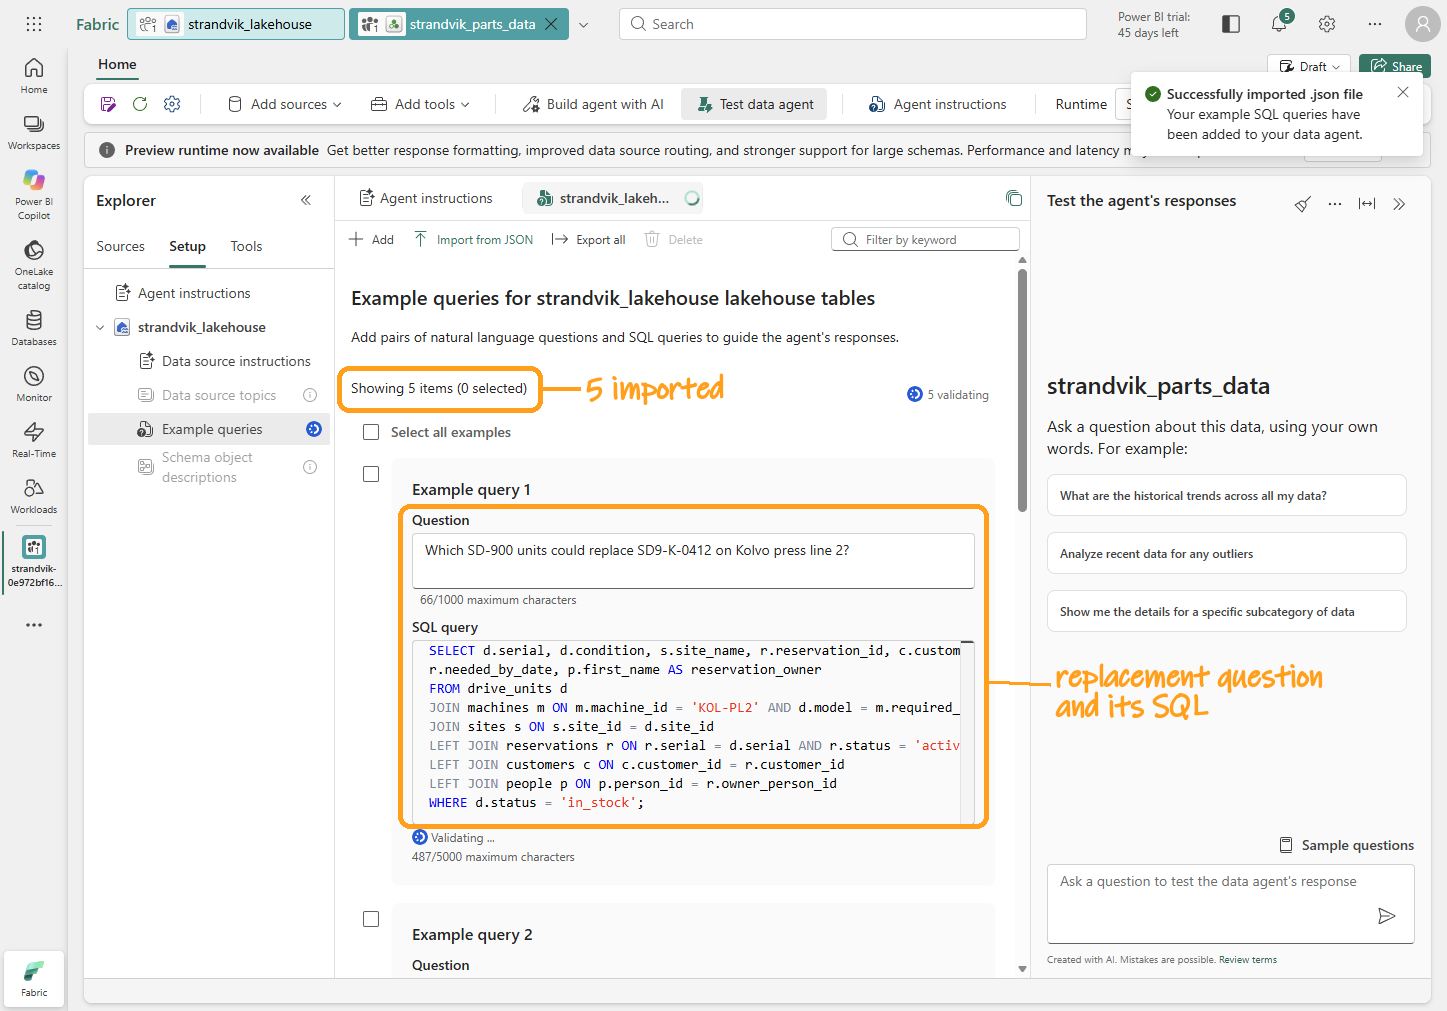 Fabric
strandvik_lakehouse
strandvik_parts_data
Search
Power BI trial:
45 days left
5
Home
Workspaces
Power BI
Copilot
OneLake
catalog
Databases
Monitor
Real-Time
Workloads
strandvik-
0e972bf16...
Fabric
Home
Draft
Share
Add sources
Add tools
Build agent with AI
Test data agent
Agent instructions
Runtime
Successfully imported .json file
Your example SQL queries have
been added to your data agent.
Preview runtime now available Get better response formatting, improved data source routing, and stronger support for large schemas. Performance and latency
Explorer
Sources
Setup
Tools
Agent instructions
strandvik_lakehouse
Data source instructions
Data source topics
Example queries
Schema object
descriptions
Agent instructions
strandvik_lakeh...
Add
Import from JSON
Export all
Delete
Filter by keyword
Example queries for strandvik_lakehouse lakehouse tables
Add pairs of natural language questions and SQL queries to guide the agent's responses.
Showing 5 items (0 selected)
5 imported
5 validating
Select all examples
Example query 1
Question
Which SD-900 units could replace SD9-K-0412 on Kolvo press line 2?
66/1000 maximum characters
SQL query
SELECT d.serial, d.condition, s.site_name, r.reservation_id, c.custom
r.needed_by_date, p.first_name AS reservation_owner
FROM drive_units d
JOIN machines m ON m.machine_id = 'KOL-PL2' AND d.model = m.required_
JOIN sites s ON s.site_id = d.site_id
LEFT JOIN reservations r ON r.serial = d.serial AND r.status = 'activ
LEFT JOIN customers c ON c.customer_id = r.customer_id
LEFT JOIN people p ON p.person_id = r.owner_person_id
WHERE d.status = 'in_stock';
Validating ...
487/5000 maximum characters
replacement question
and its SQL
Example query 2
Question
Test the agent's responses
strandvik_parts_data
Ask a question about this data, using your own
words. For example:
What are the historical trends across all my data?
Analyze recent data for any outliers
Show me the details for a specific subcategory of data
Sample questions
Ask a question to test the data agent's response
Created with AI. Mistakes are possible. Review terms